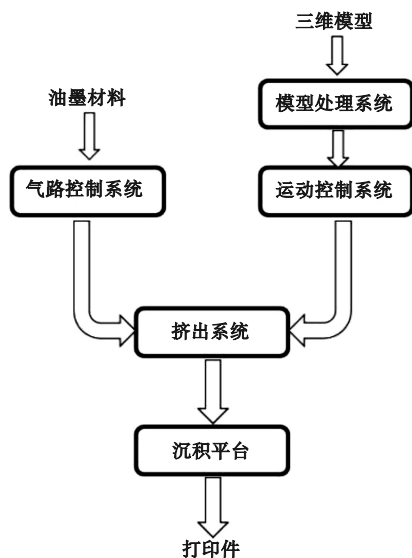 三维模型
油墨材料
模型处理系统
气路控制系统
运动控制系统
挤出系统
沉积平台
打印件